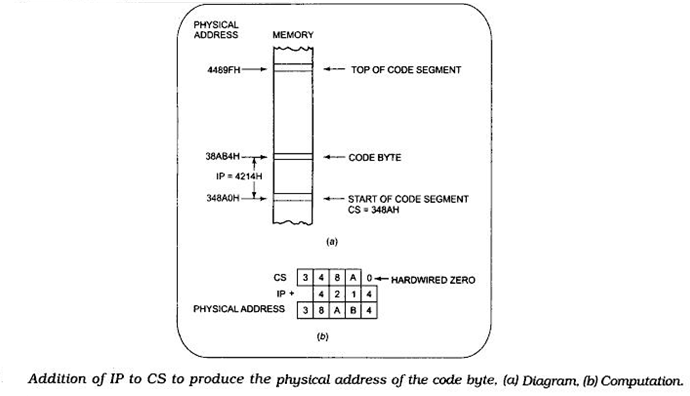 PHYSICAL
ADDRESS
MEMORY
4489FH
TOP OF CODE SEGMENT
38AB4H
CODE BYTE
IP = 4214H
348A0H
START OF CODE SEGMENT
CS = 348AH
(a)
CS 3 4 8 A 0 HARDWIRED ZERO
IP + 4 2 1 4
PHYSICAL ADDRESS 3 8 A B 4
(b)
Addition of IP to CS to produce the physical address of the code byte. (a) Diagram, (b) Computation.